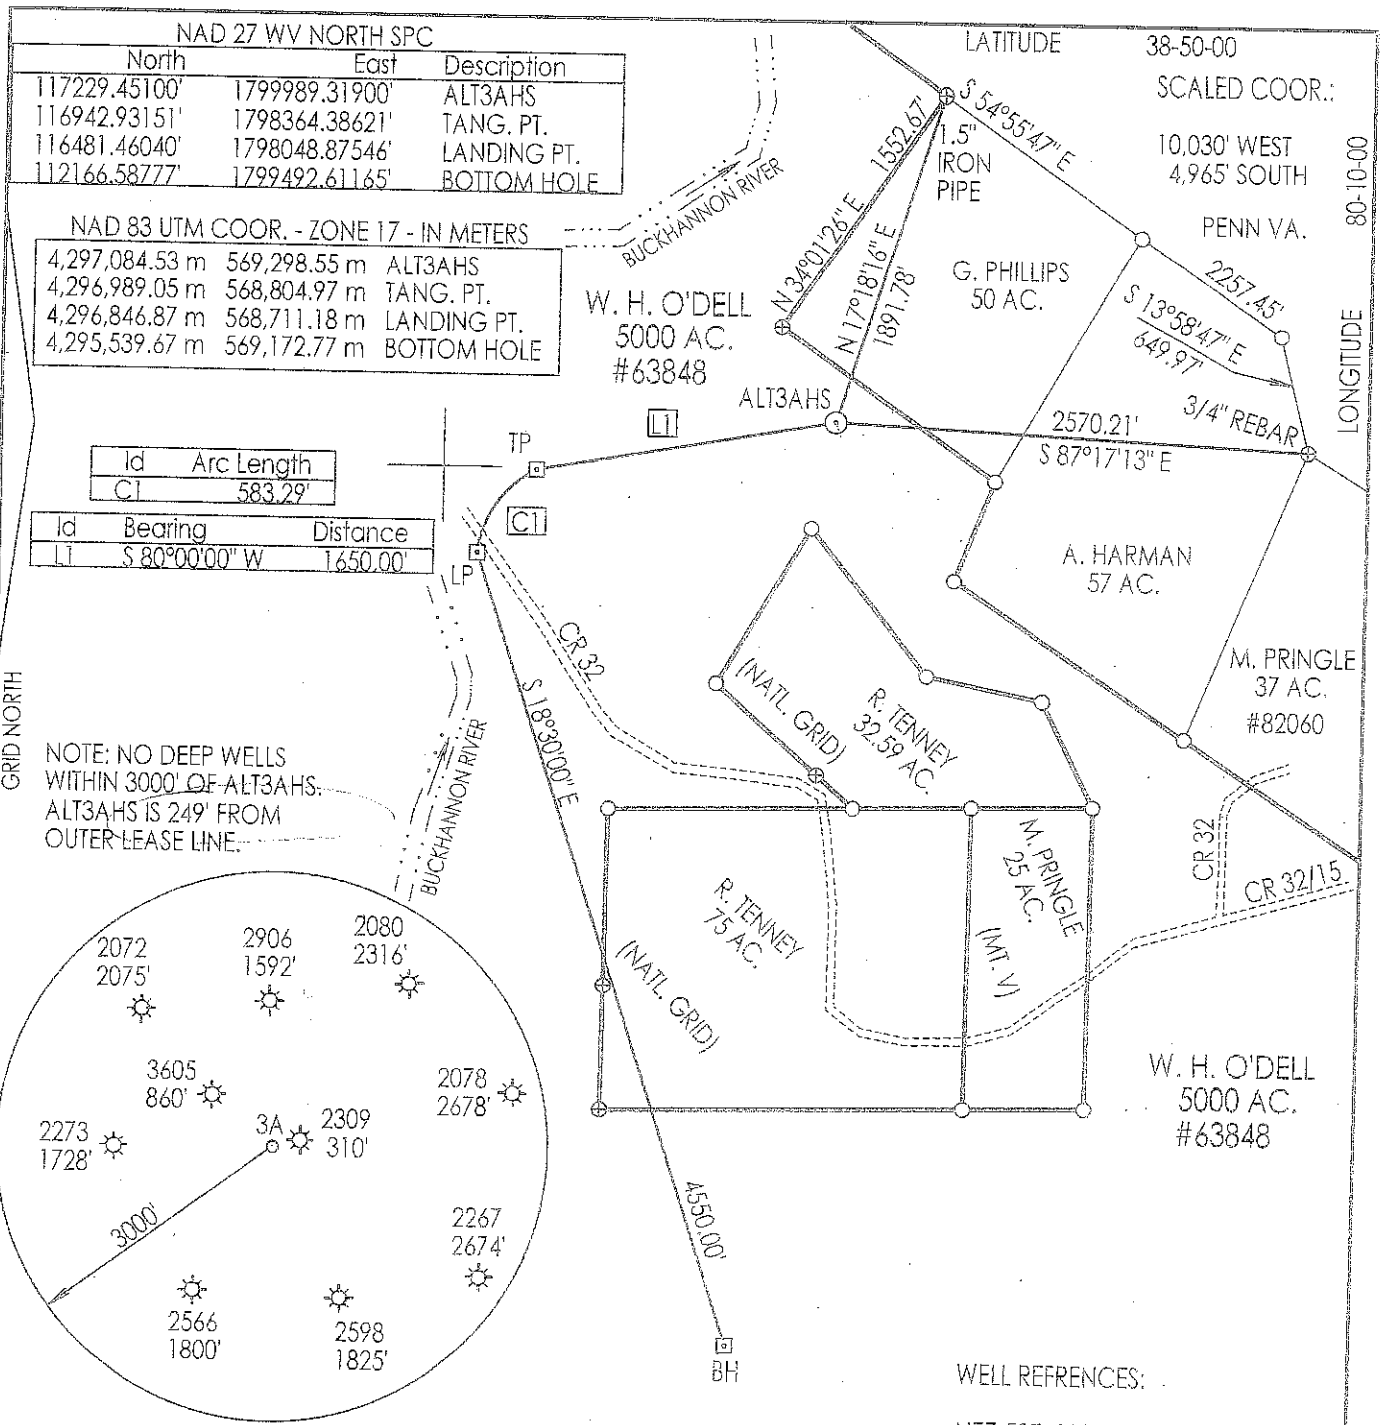 NAD 27 WV NORTH SPC
North East Description
117229.45100' 1799989.31900' ALT3AHS
116942.93151' 1798364.38621' TANG. PT.
116481.46040' 1798048.87546' LANDING PT.
112166.58777' 1799492.61165' BOTTOM HOLE
NAD 83 UTM COOR. - ZONE 17 - IN METERS
4,297,084.53 m 569,298.55 m ALT3AHS
4,296,989.05 m 568,804.97 m TANG. PT.
4,296,846.87 m 568,711.18 m LANDING PT.
4,295,539.67 m 569,172.77 m BOTTOM HOLE
LATITUDE 38-50-00
SCALED COOR.:
10,030' WEST
4,965' SOUTH
LONGITUDE 80-10-00
PENN VA.
BUCKHANNON RIVER
S 54°55'47" E
2257.45'
1.5"
IRON
PIPE
N 34°01'26" E 1552.67'
N 17°18'16" E
1891.78'
G. PHILLIPS
50 AC.
S 13°58'47" E
649.97'
W. H. O'DELL
5000 AC.
#63848
ALT3AHS
3/4" REBAR
2570.21'
S 87°17'13" E
L1
TP
C1
LP
Id Arc Length
C1 583.29'
Id Bearing Distance
L1 S 80°00'00" W 1650.00'
A. HARMAN
57 AC.
M. PRINGLE
37 AC.
#82060
CR 32
S 18°30'00" E
4550.00'
(NATL. GRID)
R. TENNEY
32.59 AC.
GRID NORTH
NOTE: NO DEEP WELLS
WITHIN 3000' OF ALT3AHS.
ALT3AHS IS 249' FROM
OUTER LEASE LINE.
BUCKHANNON RIVER
R. TENNEY
75 AC.
(NATL. GRID)
M. PRINGLE
25 AC.
(MT. V)
CR 32
CR 32/15
W. H. O'DELL
5000 AC.
#63848
2072
2075'
2906
1592'
2080
2316'
3605
860'
2078
2678'
2273
1728'
3A
2309
310'
3000'
2267
2674'
2566
1800'
2598
1825'
BH
WELL REFRENCES: